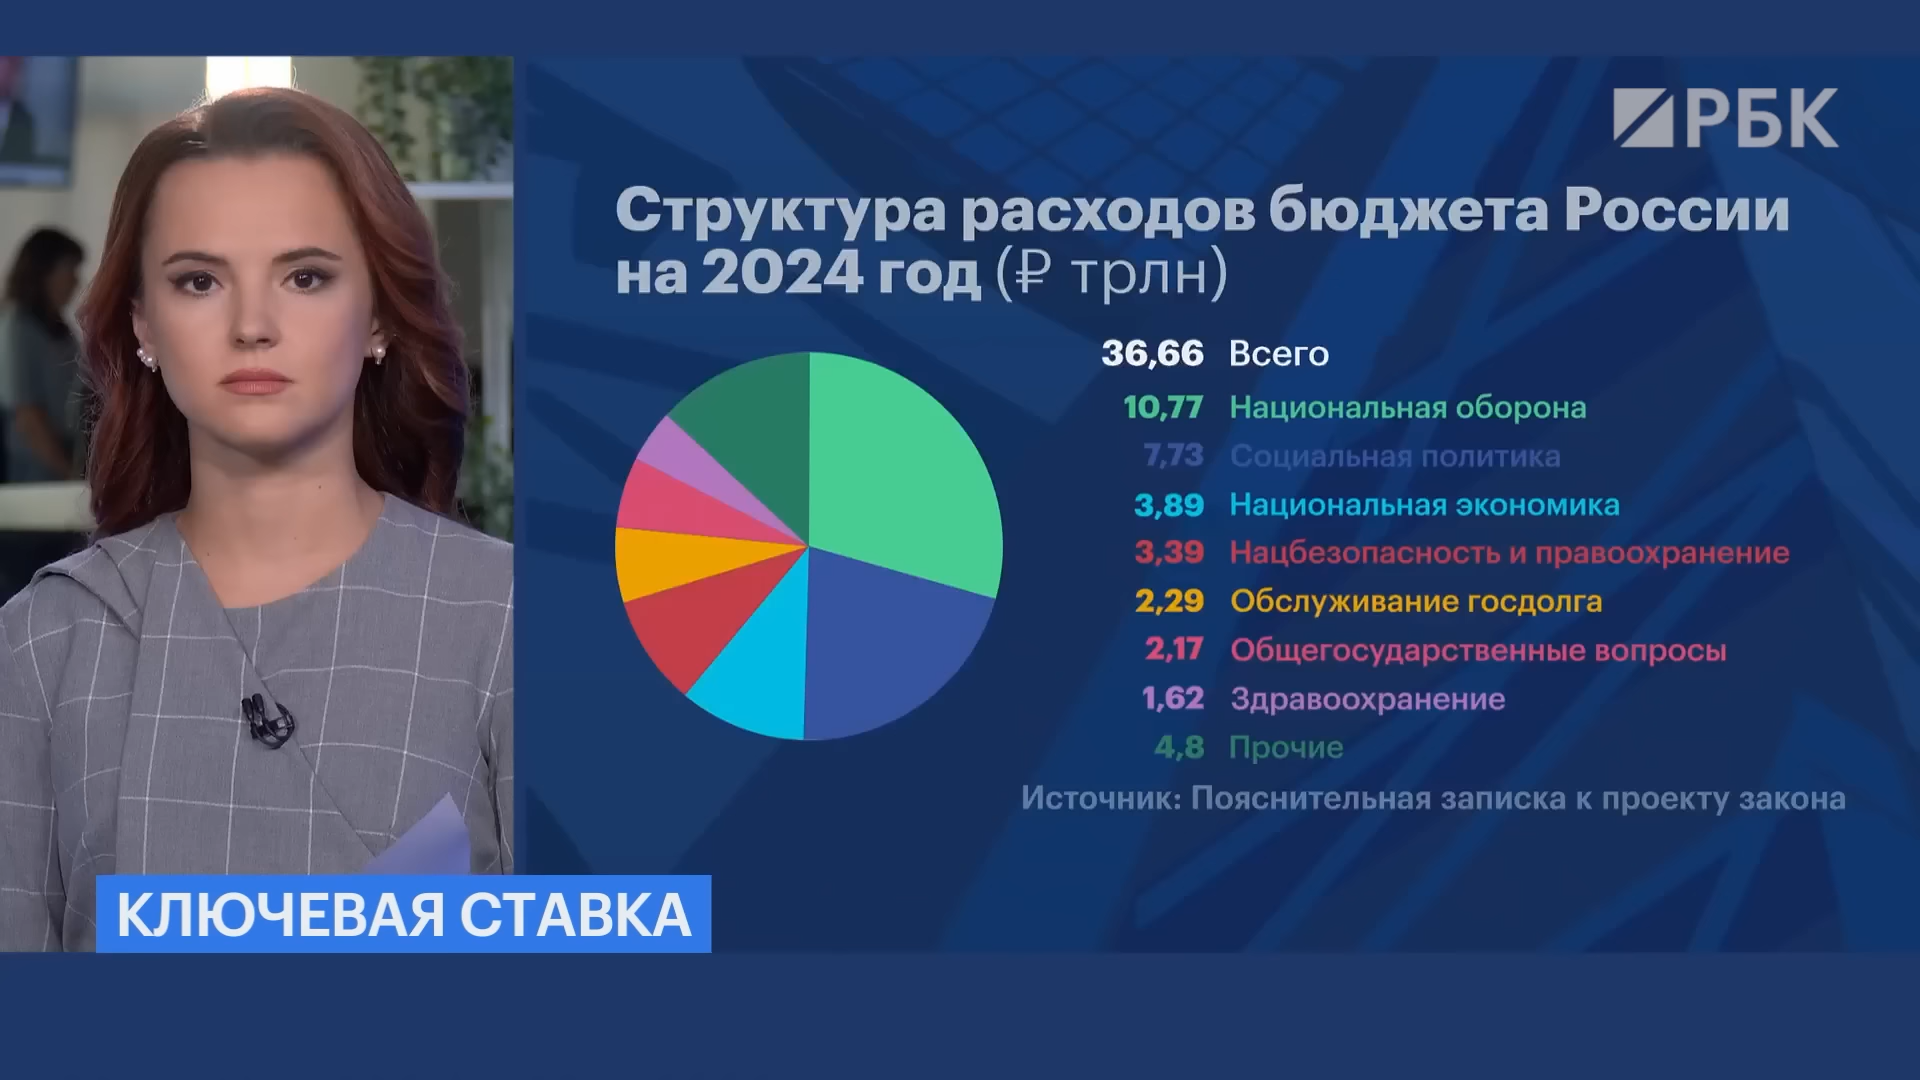 РБК
Структура расходов бюджета России
на 2024 год (₽ трлн)
36,66 Всего
10,77 Национальная оборона
7,73 Социальная политика
3,89 Национальная экономика
3,39 Нацбезопасность и правоохранение
2,29 Обслуживание госдолга
2,17 Общегосударственные вопросы
1,62 Здравоохранение
4,8 Прочие
Источник: Пояснительная записка к проекту закона
КЛЮЧЕВАЯ СТАВКА